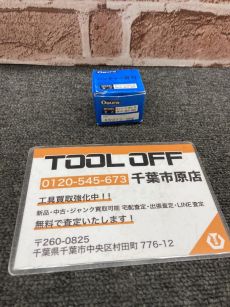 Ogura
TOOL OFF
0120-545-673 千葉市原店
工具買取強化中!!
新品・中古・ジャンク買取可能 宅配査定・出張査定・LINE査定
無料で査定いたします!
〒260-0825
千葉県千葉市中央区村田町 776-12